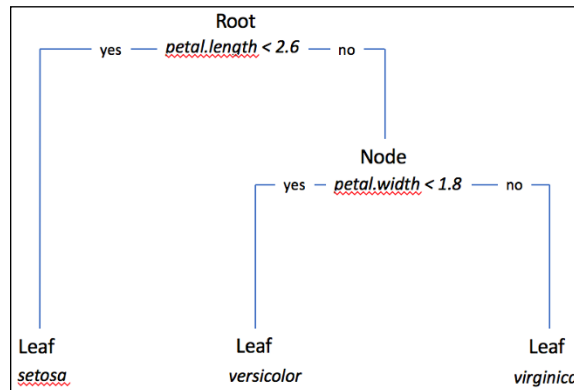 Root
yes petal.length < 2.6 no
Node
yes petal.width < 1.8 no
Leaf Leaf Leaf
setosa versicolor virginica